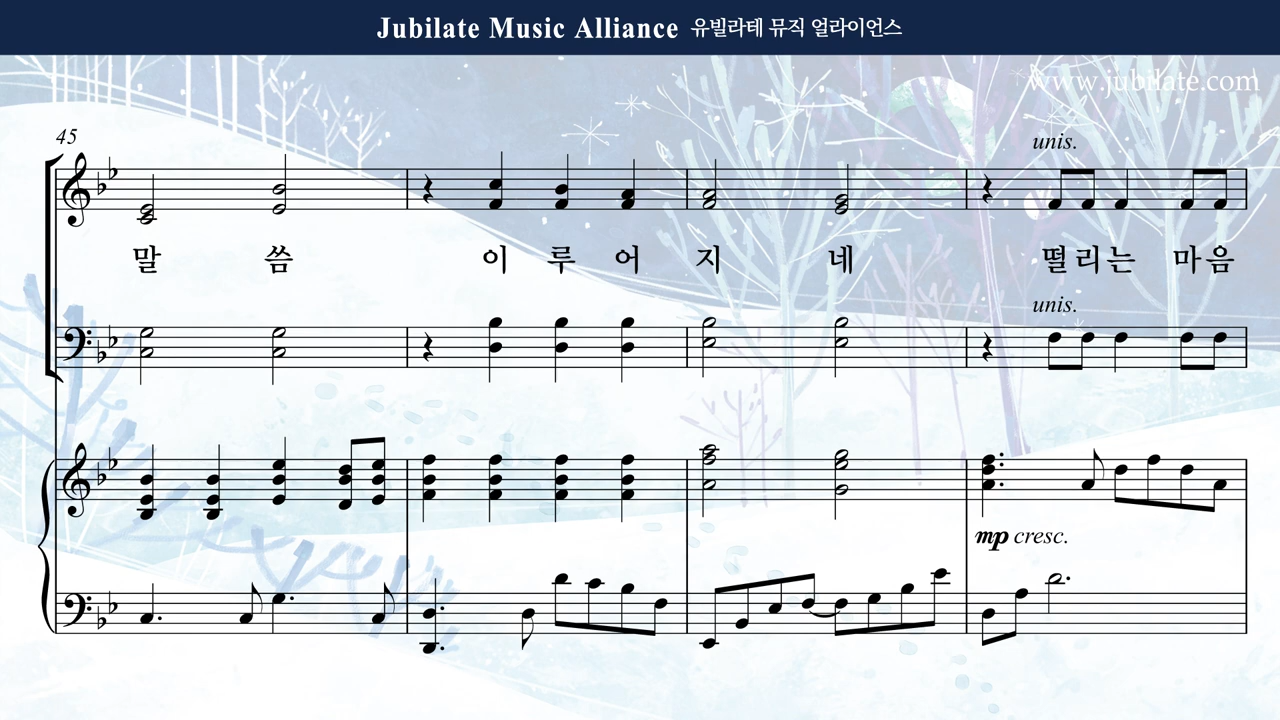 Jubilate Music Alliance 유빌라테 뮤직 얼라이언스
www.jubilate.com
45
unis.
말 씀 이 루 어 지 네 떨 리 는 마 음
unis.
mp cresc.